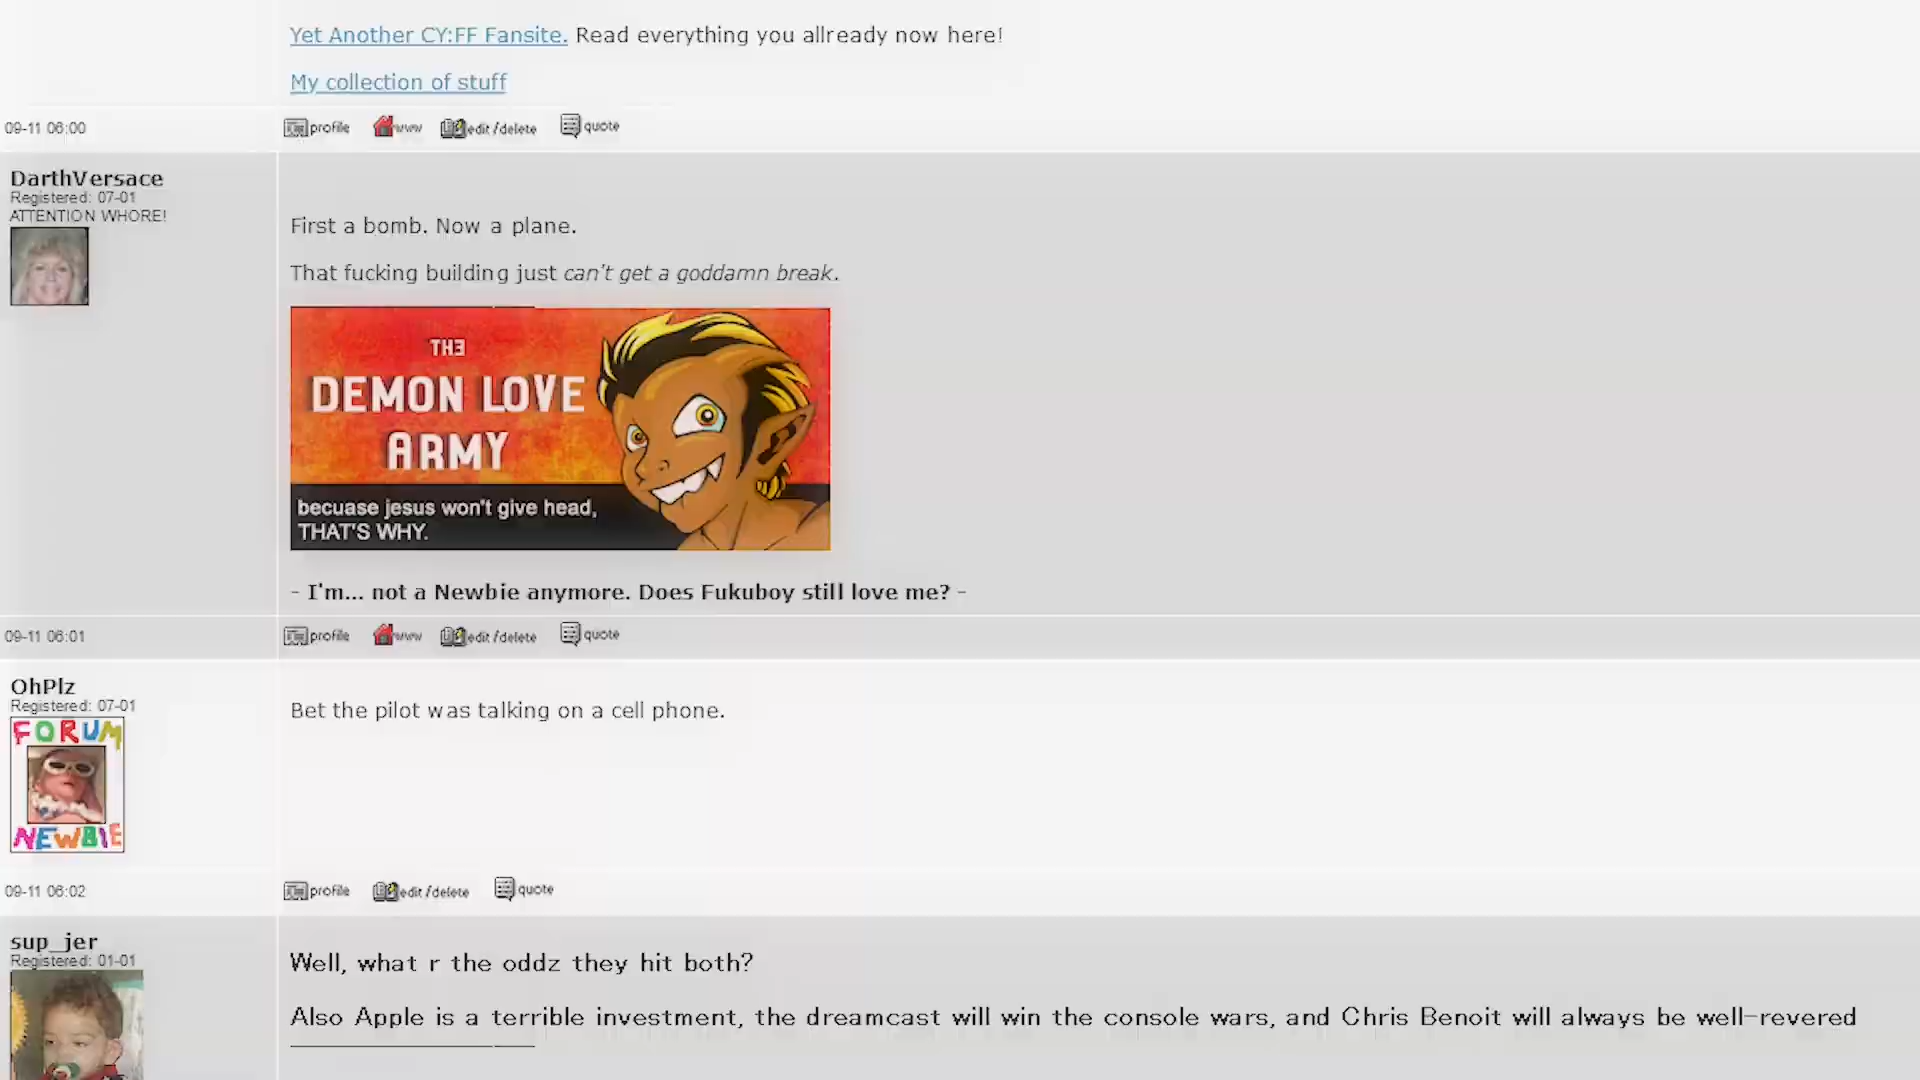 Yet Another CY:FF Fansite. Read everything you allready now here!
My collection of stuff
09-11 06:00 profile www edit/delete quote
DarthVersace
Registered: 07-01
ATTENTION WHORE!
First a bomb. Now a plane.
That fucking building just can't get a goddamn break.
TH3
DEMON LOVE
ARMY
becuase jesus won't give head,
THAT'S WHY.
- I'm... not a Newbie anymore. Does Fukuboy still love me? -
09-11 06:01 profile www edit/delete quote
OhPlz
Registered: 07-01
FORUM
NEWBIE
Bet the pilot was talking on a cell phone.
09-11 06:02 profile edit/delete quote
sup_jer
Registered: 01-01
Well, what r the oddz they hit both?
Also Apple is a terrible investment, the dreamcast will win the console wars, and Chris Benoit will always be well-revered